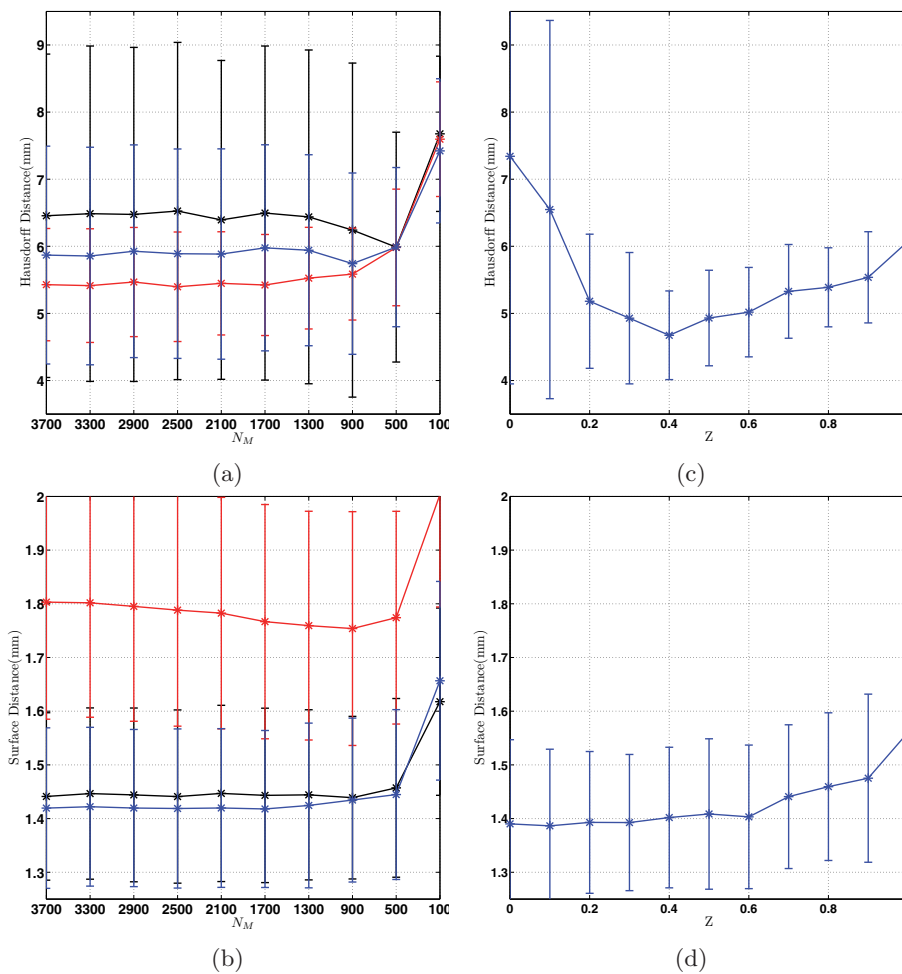 9
8
7
6
5
4
Hausdorff Distance(mm)
3700 3300 2900 2500 2100 1700 1300 900 500 100
N_M
(a)
9
8
7
6
5
4
Hausdorff Distance(mm)
0 0.2 0.4 0.6 0.8
Z
(c)
2
1.9
1.8
1.7
1.6
1.5
1.4
1.3
Surface Distance(mm)
3700 3300 2900 2500 2100 1700 1300 900 500 100
N_M
(b)
2
1.9
1.8
1.7
1.6
1.5
1.4
1.3
Surface Distance(mm)
0 0.2 0.4 0.6 0.8
Z
(d)